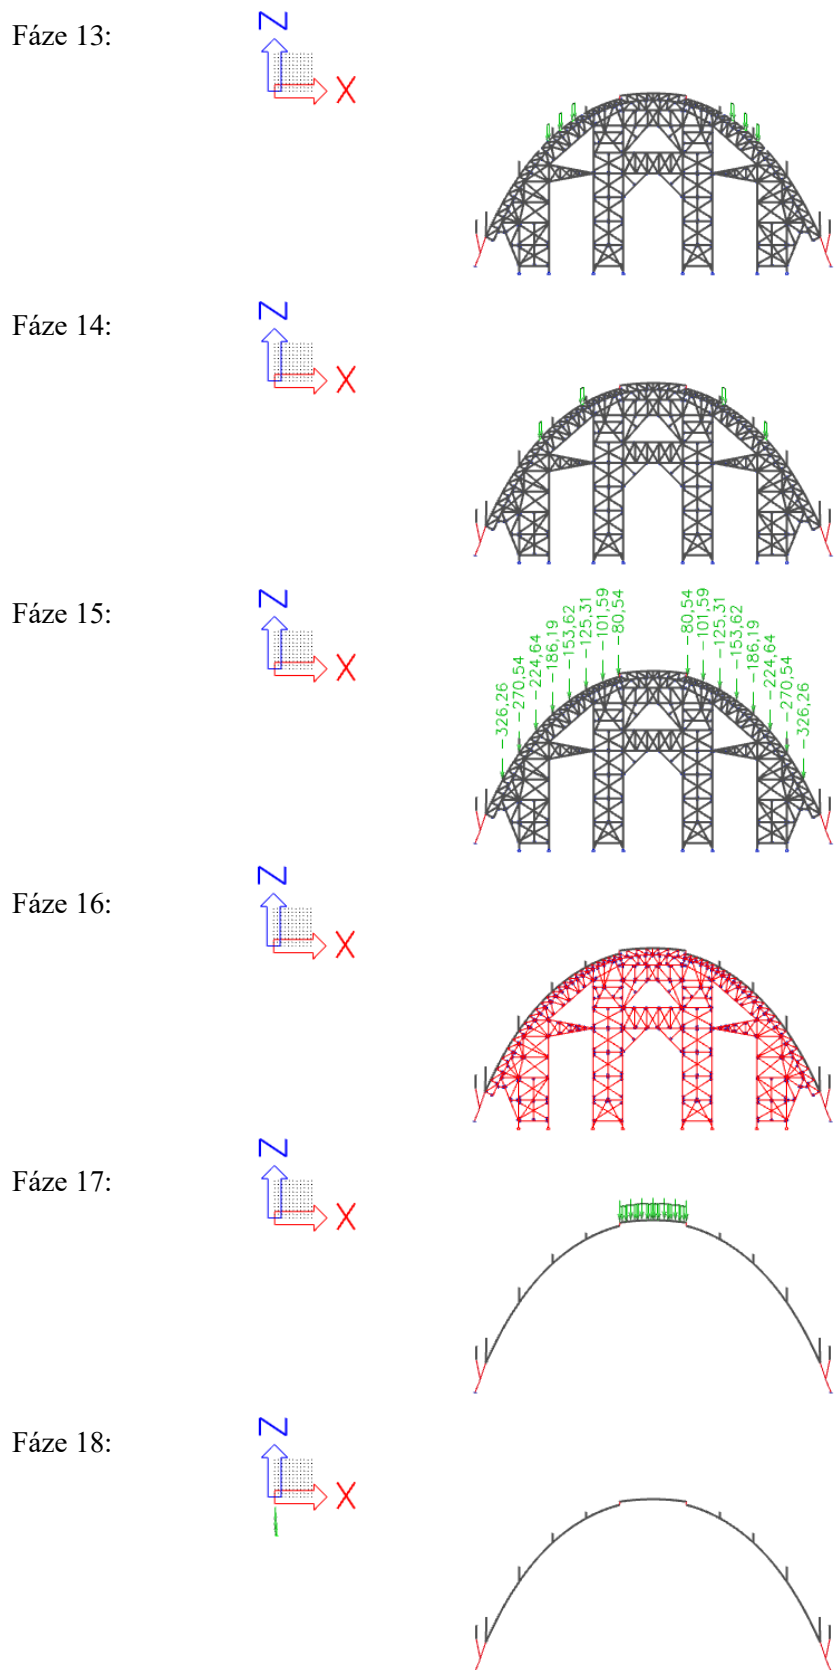 Fáze 13:
Z
X
Fáze 14:
Z
X
Fáze 15:
Z
X
-326,26
-270,54
-224,64
-186,19
-153,62
-125,31
-101,59
-80,54
-80,54
-101,59
-125,31
-153,62
-186,19
-224,64
-270,54
-326,26
Fáze 16:
Z
X
Fáze 17:
Z
X
Fáze 18:
Z
X